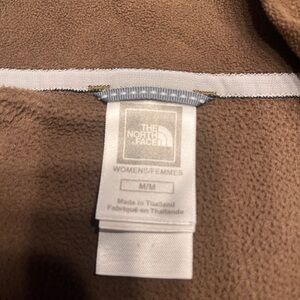 THE
NORTH
FACE
WOMENS/FEMMES
M/M
Made in Thailand
Fabriqué en Thaïlande